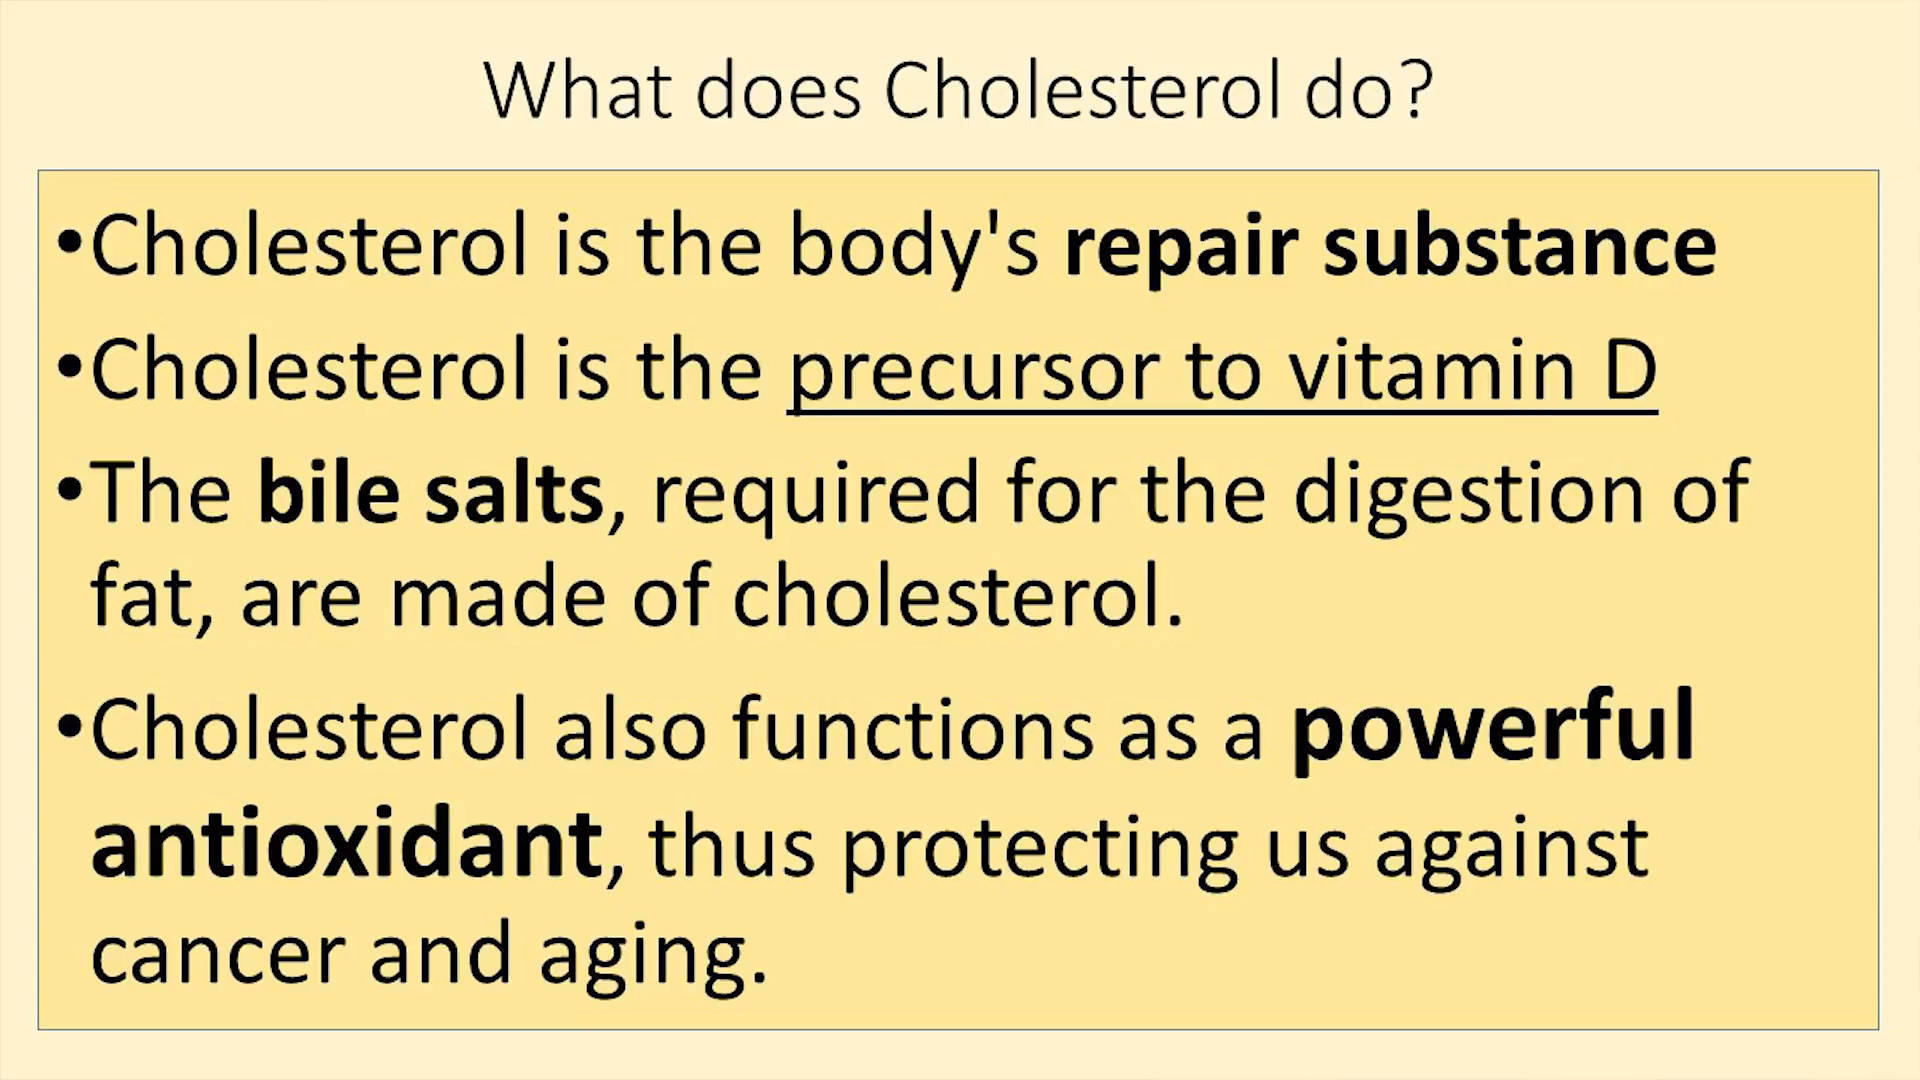 What does Cholesterol do?
•Cholesterol is the body's repair substance
•Cholesterol is the precursor to vitamin D
•The bile salts, required for the digestion of
fat, are made of cholesterol.
•Cholesterol also functions as a powerful
antioxidant, thus protecting us against
cancer and aging.